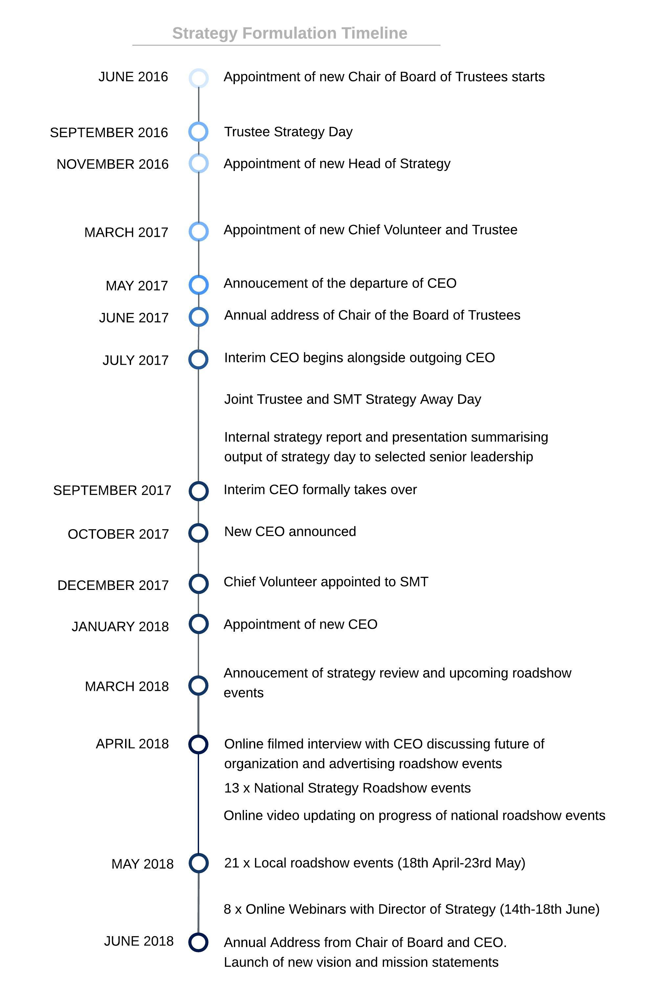 Strategy Formulation Timeline
JUNE 2016
Appointment of new Chair of Board of Trustees starts
SEPTEMBER 2016
Trustee Strategy Day
NOVEMBER 2016
Appointment of new Head of Strategy
MARCH 2017
Appointment of new Chief Volunteer and Trustee
MAY 2017
Annoucement of the departure of CEO
JUNE 2017
Annual address of Chair of the Board of Trustees
JULY 2017
Interim CEO begins alongside outgoing CEO
Joint Trustee and SMT Strategy Away Day
Internal strategy report and presentation summarising
output of strategy day to selected senior leadership
SEPTEMBER 2017
Interim CEO formally takes over
OCTOBER 2017
New CEO announced
DECEMBER 2017
Chief Volunteer appointed to SMT
JANUARY 2018
Appointment of new CEO
MARCH 2018
Annoucement of strategy review and upcoming roadshow
events
APRIL 2018
Online filmed interview with CEO discussing future of
organization and advertising roadshow events
13 x National Strategy Roadshow events
Online video updating on progress of national roadshow events
MAY 2018
21 x Local roadshow events (18th April-23rd May)
8 x Online Webinars with Director of Strategy (14th-18th June)
JUNE 2018
Annual Address from Chair of Board and CEO.
Launch of new vision and mission statements